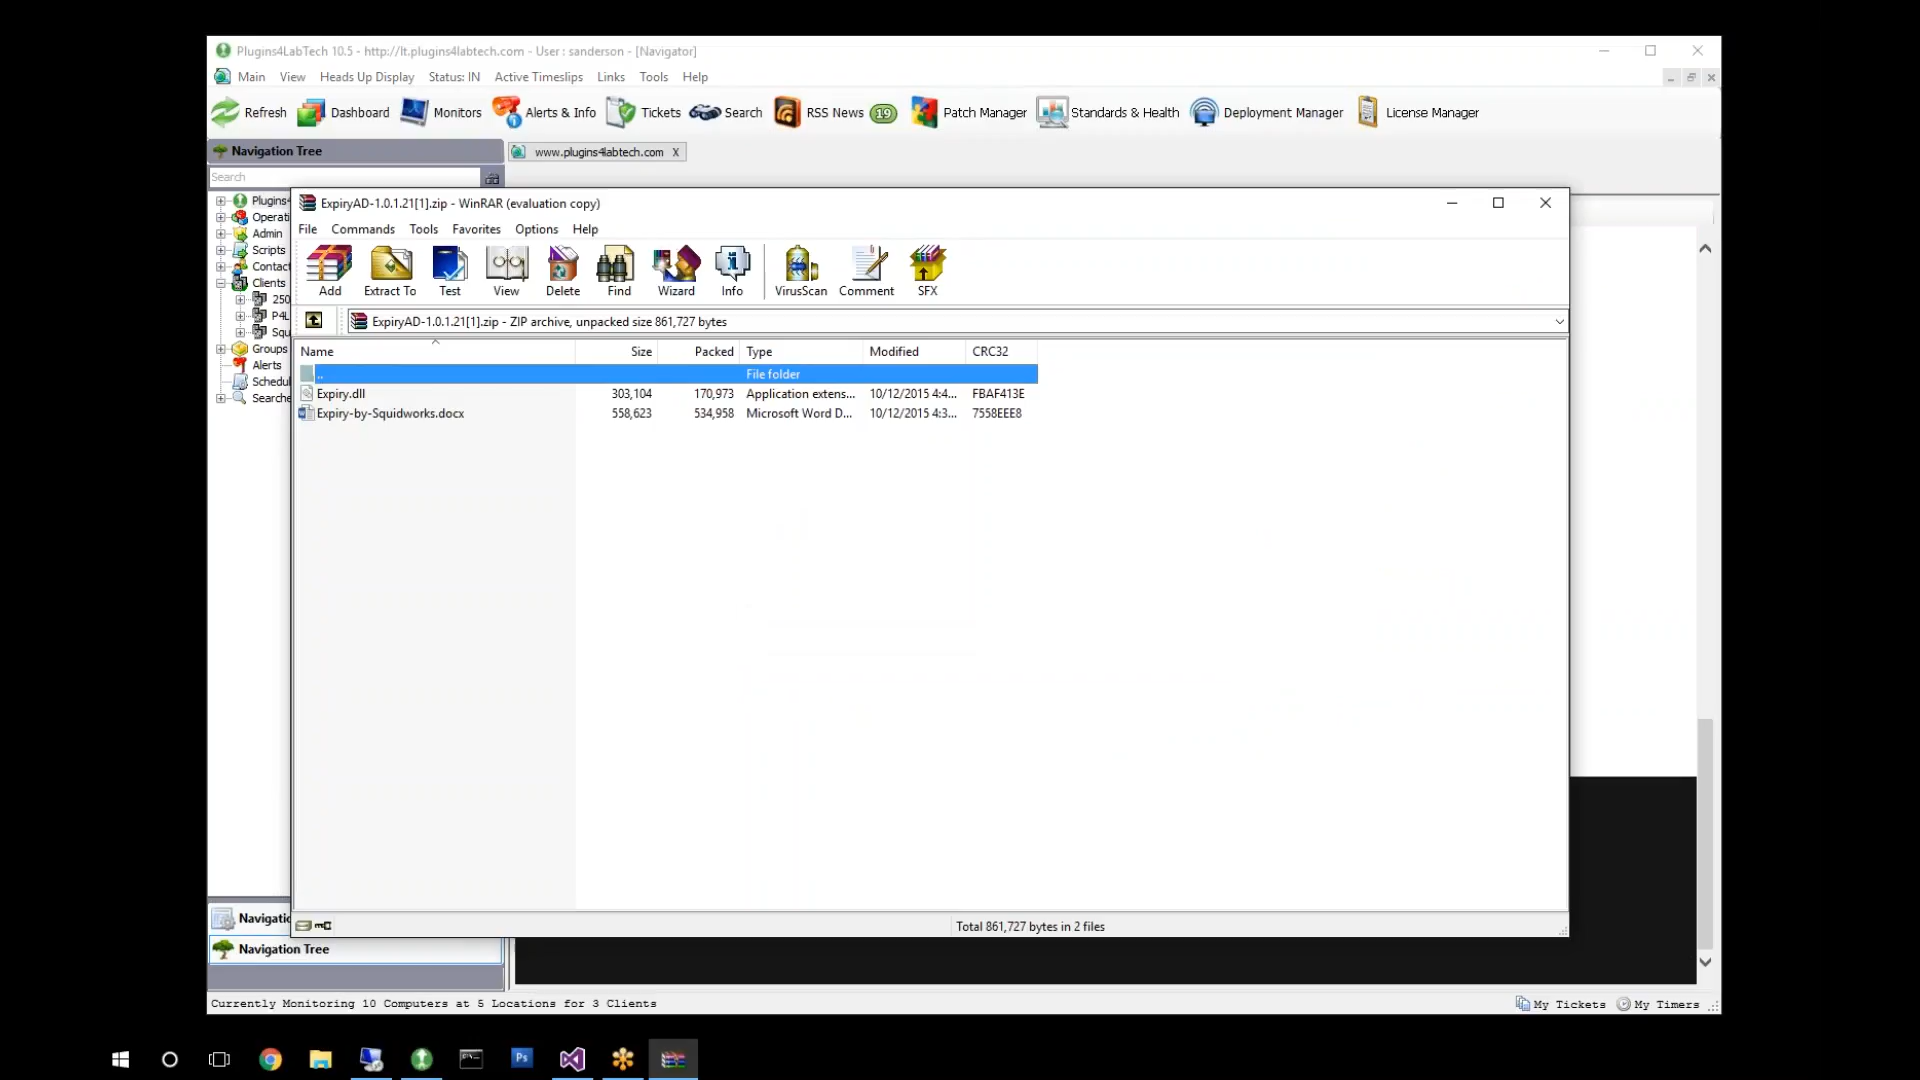 Plugins4LabTech 10.5 - http://lt.plugins4labtech.com - User : sanderson - [Navigator]
Main View Heads Up Display Status: IN Active Timeslips Links Tools Help
Refresh Dashboard Monitors Alerts & Info Tickets Search RSS News 19 Patch Manager Standards & Health Deployment Manager License Manager
Navigation Tree
www.plugins4labtech.com X
Search
Plugins
Operati
Admin
Scripts
Contact
Clients
250
P4L
Squ
Groups
Alerts
Schedul
Searche
ExpiryAD-1.0.1.21[1].zip - WinRAR (evaluation copy)
File Commands Tools Favorites Options Help
Add Extract To Test View Delete Find Wizard Info VirusScan Comment SFX
ExpiryAD-1.0.1.21[1].zip - ZIP archive, unpacked size 861,727 bytes
Name Size Packed Type Modified CRC32
.. File folder
Expiry.dll 303,104 170,973 Application extens... 10/12/2015 4:4... FBAF413E
Expiry-by-Squidworks.docx 558,623 534,958 Microsoft Word D... 10/12/2015 4:3... 7558EEE8
Total 861,727 bytes in 2 files
Navigatio
Navigation Tree
Currently Monitoring 10 Computers at 5 Locations for 3 Clients
My Tickets My Timers
Ps